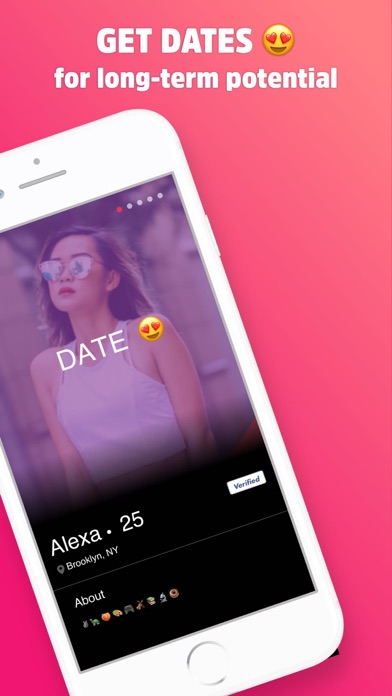 GET DATES 😍
for long-term potential
DATE 😍
Verified
Alexa • 25
Brooklyn, NY
About